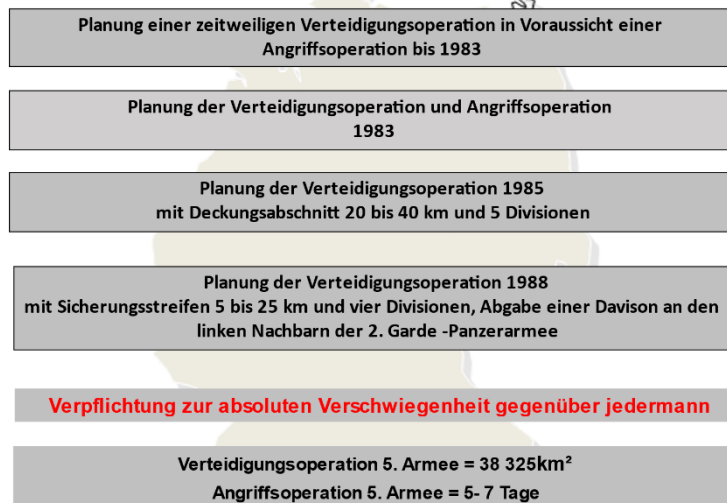 Planung einer zeitweiligen Verteidigungsoperation in Voraussicht einer
Angriffsoperation bis 1983
Planung der Verteidigungsoperation und Angriffsoperation
1983
Planung der Verteidigungsoperation 1985
mit Deckungsabschnitt 20 bis 40 km und 5 Divisionen
Planung der Verteidigungsoperation 1988
mit Sicherungsstreifen 5 bis 25 km und vier Divisionen, Abgabe einer Davison an den
linken Nachbarn der 2. Garde -Panzerarmee
Verpflichtung zur absoluten Verschwiegenheit gegenüber jedermann
Verteidigungsoperation 5. Armee = 38 325km²
Angriffsoperation 5. Armee = 5- 7 Tage